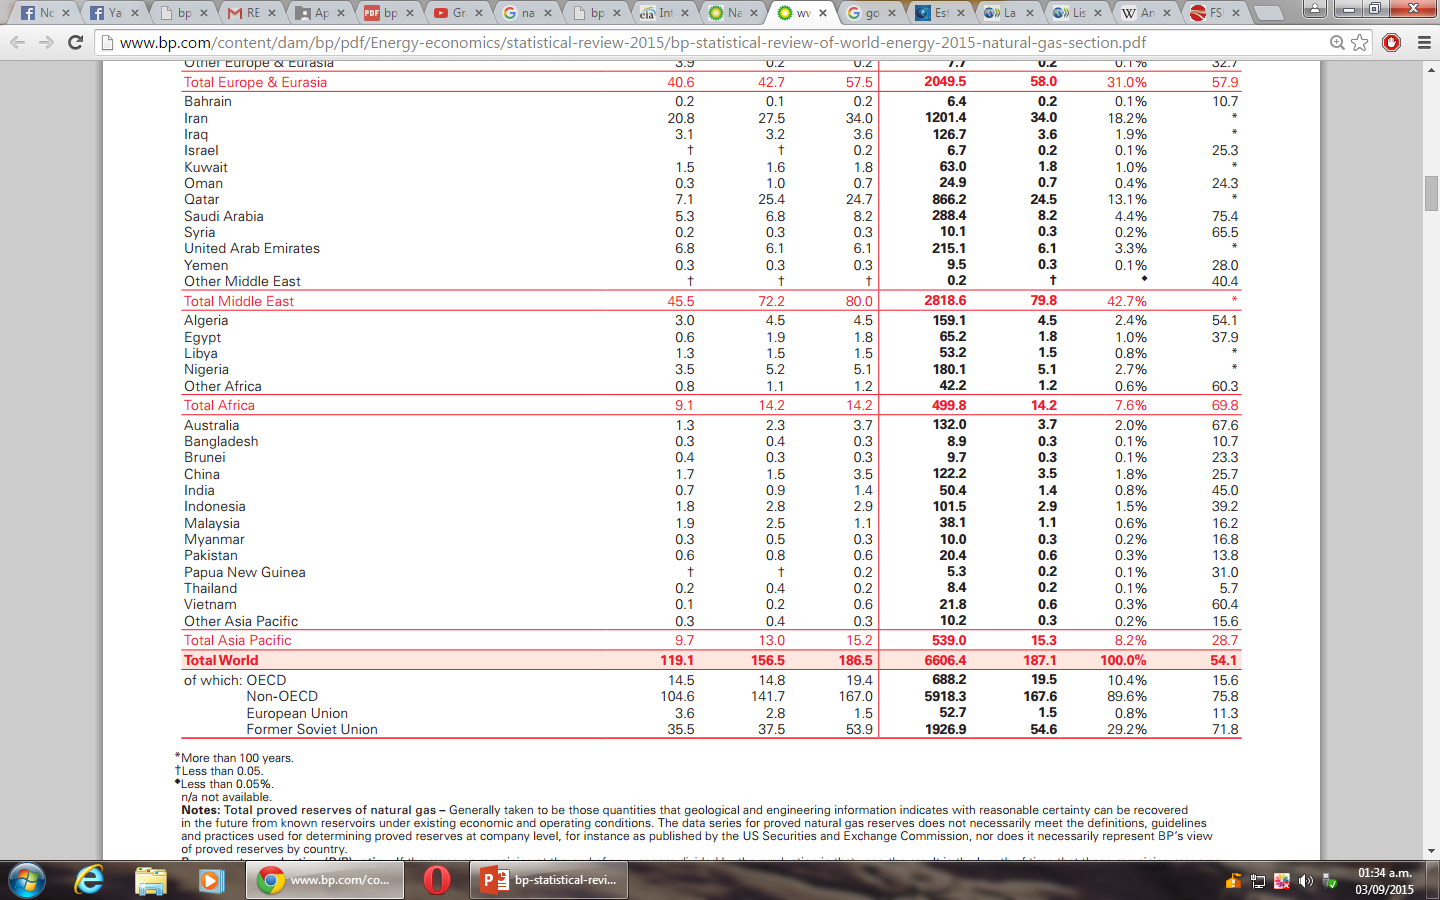 Nc
Ya
bp
RE
Ap
bp
Gr
na
bp
Int
Na
wv
go
Est
La
Lis
An
FS
www.bp.com/content/dam/bp/pdf/Energy-economics/statistical-review-2015/bp-statistical-review-of-world-energy-2015-natural-gas-section.pdf
Other Europe & Eurasia 3.9 0.2 0.2 7.7 0.2 0.1% 32.7
Total Europe & Eurasia 40.6 42.7 57.5 2049.5 58.0 31.0% 57.9
Bahrain 0.2 0.1 0.2 6.4 0.2 0.1% 10.7
Iran 20.8 27.5 34.0 1201.4 34.0 18.2% *
Iraq 3.1 3.2 3.6 126.7 3.6 1.9% *
Israel † † 0.2 6.7 0.2 0.1% 25.3
Kuwait 1.5 1.6 1.8 63.0 1.8 1.0% *
Oman 0.3 1.0 0.7 24.9 0.7 0.4% 24.3
Qatar 7.1 25.4 24.7 866.2 24.5 13.1% *
Saudi Arabia 5.3 6.8 8.2 288.4 8.2 4.4% 75.4
Syria 0.2 0.3 0.3 10.1 0.3 0.2% 65.5
United Arab Emirates 6.8 6.1 6.1 215.1 6.1 3.3% *
Yemen 0.3 0.3 0.3 9.5 0.3 0.1% 28.0
Other Middle East † † † 0.2 † ♦ 40.4
Total Middle East 45.5 72.2 80.0 2818.6 79.8 42.7% *
Algeria 3.0 4.5 4.5 159.1 4.5 2.4% 54.1
Egypt 0.6 1.9 1.8 65.2 1.8 1.0% 37.9
Libya 1.3 1.5 1.5 53.2 1.5 0.8% *
Nigeria 3.5 5.2 5.1 180.1 5.1 2.7% *
Other Africa 0.8 1.1 1.2 42.2 1.2 0.6% 60.3
Total Africa 9.1 14.2 14.2 499.8 14.2 7.6% 69.8
Australia 1.3 2.3 3.7 132.0 3.7 2.0% 67.6
Bangladesh 0.3 0.4 0.3 8.9 0.3 0.1% 10.7
Brunei 0.4 0.3 0.3 9.7 0.3 0.1% 23.3
China 1.7 1.5 3.5 122.2 3.5 1.8% 25.7
India 0.7 0.9 1.4 50.4 1.4 0.8% 45.0
Indonesia 1.8 2.8 2.9 101.5 2.9 1.5% 39.2
Malaysia 1.9 2.5 1.1 38.1 1.1 0.6% 16.2
Myanmar 0.3 0.5 0.3 10.0 0.3 0.2% 16.8
Pakistan 0.6 0.8 0.6 20.4 0.6 0.3% 13.8
Papua New Guinea † † 0.2 5.3 0.2 0.1% 31.0
Thailand 0.2 0.4 0.2 8.4 0.2 0.1% 5.7
Vietnam 0.1 0.2 0.6 21.8 0.6 0.3% 60.4
Other Asia Pacific 0.3 0.4 0.3 10.2 0.3 0.2% 15.6
Total Asia Pacific 9.7 13.0 15.2 539.0 15.3 8.2% 28.7
Total World 119.1 156.5 186.5 6606.4 187.1 100.0% 54.1
of which: OECD 14.5 14.8 19.4 688.2 19.5 10.4% 15.6
Non-OECD 104.6 141.7 167.0 5918.3 167.6 89.6% 75.8
European Union 3.6 2.8 1.5 52.7 1.5 0.8% 11.3
Former Soviet Union 35.5 37.5 53.9 1926.9 54.6 29.2% 71.8
*More than 100 years.
†Less than 0.05.
♦Less than 0.05%.
n/a not available.
Notes: Total proved reserves of natural gas – Generally taken to be those quantities that geological and engineering information indicates with reasonable certainty can be recovered
in the future from known reservoirs under existing economic and operating conditions. The data series for proved natural gas reserves does not necessarily meet the definitions, guidelines
and practices used for determining proved reserves at company level, for instance as published by the US Securities and Exchange Commission, nor does it necessarily represent BP's view
of proved reserves by country.
www.bp.com/co...
bp-statistical-revi...
01:34 a.m.
03/09/2015